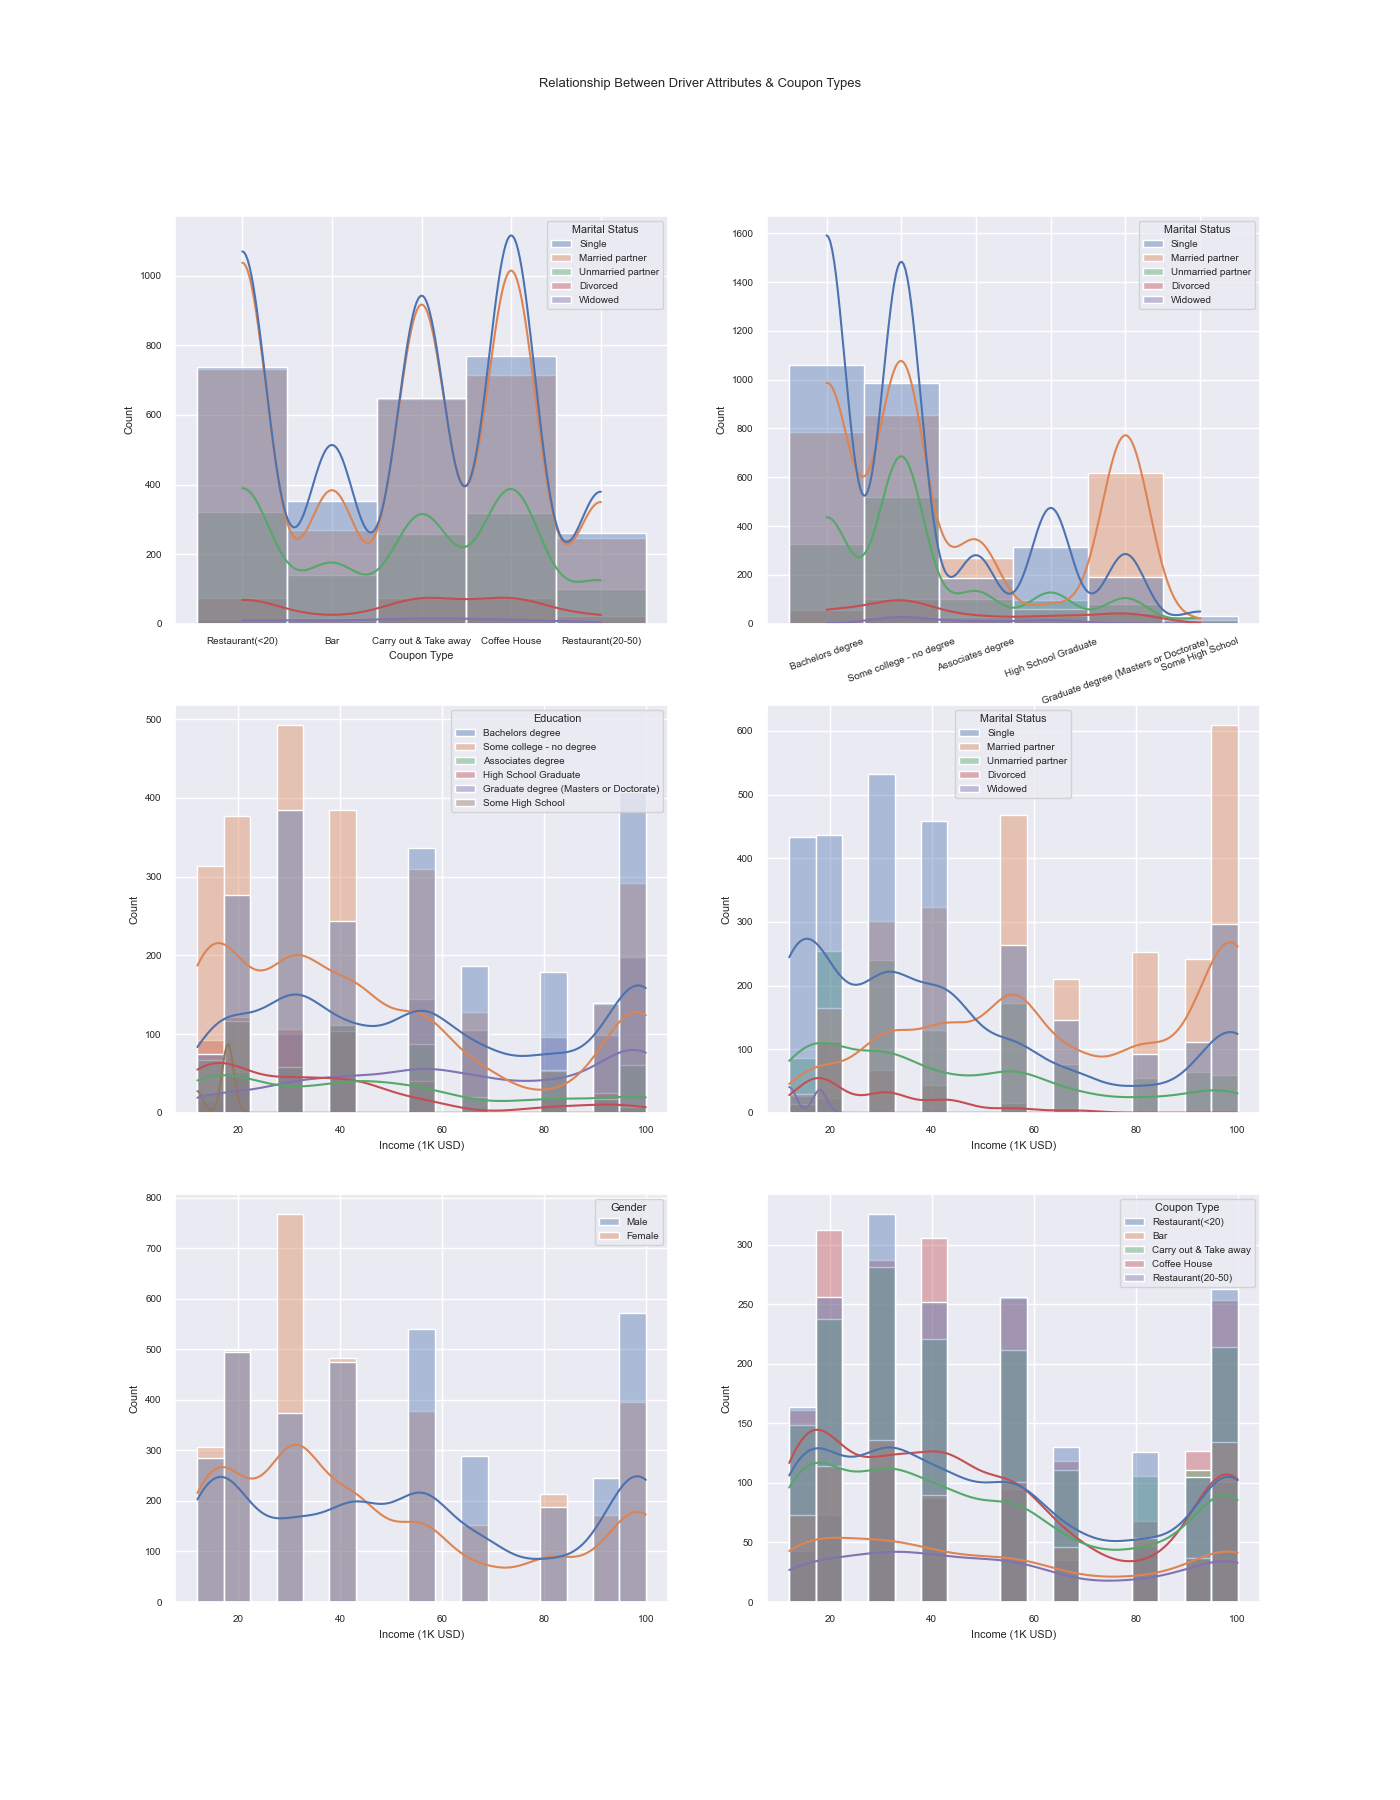 Relationship Between Driver Attributes & Coupon Types
Marital Status
Single
Married partner
Unmarried partner
Divorced
Widowed
1000
800
600
400
200
0
Count
Restaurant(<20) Bar Carry out & Take away Coffee House Restaurant(20-50)
Coupon Type
Marital Status
Single
Married partner
Unmarried partner
Divorced
Widowed
1600
1400
1200
1000
800
600
400
200
0
Count
Bachelors degree
Some college - no degree
Associates degree
High School Graduate
Graduate degree (Masters or Doctorate)
Some High School
Education
Bachelors degree
Some college - no degree
Associates degree
High School Graduate
Graduate degree (Masters or Doctorate)
Some High School
500
400
300
200
100
0
Count
20 40 60 80 100
Income (1K USD)
Marital Status
Single
Married partner
Unmarried partner
Divorced
Widowed
600
500
400
300
200
100
0
Count
20 40 60 80 100
Income (1K USD)
Gender
Male
Female
800
700
600
500
400
300
200
100
0
Count
20 40 60 80 100
Income (1K USD)
Coupon Type
Restaurant(<20)
Bar
Carry out & Take away
Coffee House
Restaurant(20-50)
300
250
200
150
100
50
0
Count
20 40 60 80 100
Income (1K USD)